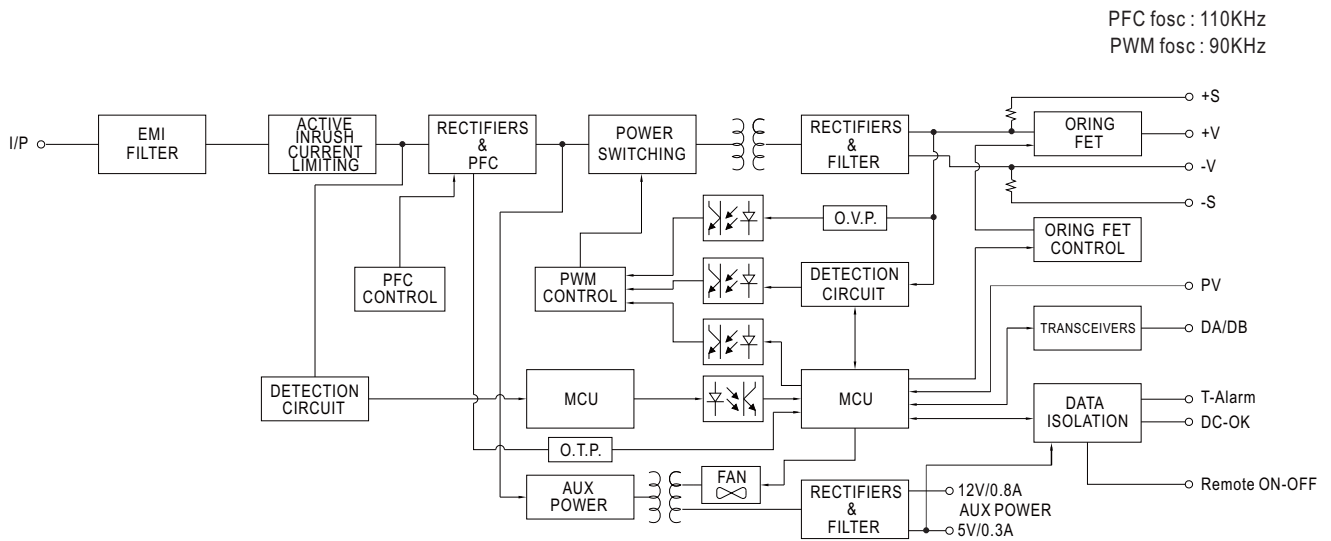 PFC fosc : 110KHz
PWM fosc : 90KHz
I/P
EMI
FILTER
ACTIVE
INRUSH
CURRENT
LIMITING
RECTIFIERS
&
PFC
POWER
SWITCHING
RECTIFIERS
&
FILTER
ORING
FET
+S
+V
-V
-S
O.V.P.
ORING FET
CONTROL
PFC
CONTROL
PWM
CONTROL
DETECTION
CIRCUIT
PV
TRANSCEIVERS
DA/DB
DETECTION
CIRCUIT
MCU
MCU
DATA
ISOLATION
T-Alarm
DC-OK
O.T.P.
AUX
POWER
FAN
RECTIFIERS
&
FILTER
12V/0.8A
AUX POWER
5V/0.3A
Remote ON-OFF